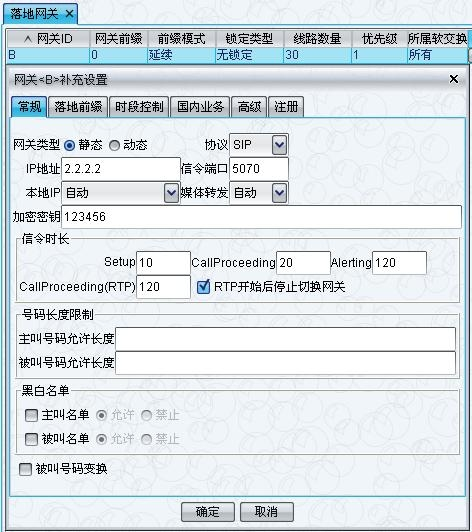 落地网关
网关ID 网关前缀 前缀模式 锁定类型 线路数量 优先级 所属软交换
B 0 延续 无锁定 30 1 所有
网关<B>补充设置
常规 落地前缀 时段控制 国内业务 高级 注册
网关类型 静态 动态 协议 SIP
IP地址 2.2.2.2 信令端口 5070
本地IP 自动 媒体转发 自动
加密密钥 123456
信令时长
Setup 10 CallProceeding 20 Alerting 120
CallProceeding(RTP) 120 RTP开始后停止切换网关
号码长度限制
主叫号码允许长度
被叫号码允许长度
黑白名单
主叫名单 允许 禁止
被叫名单 允许 禁止
被叫号码变换
确定 取消